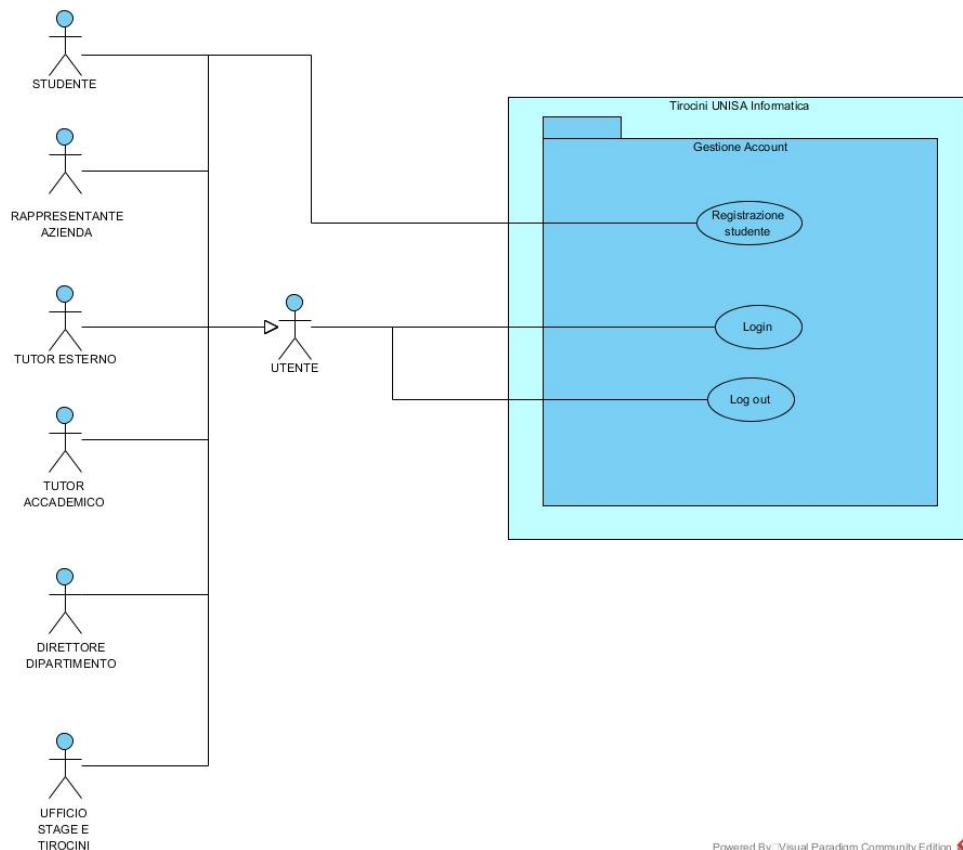 STUDENTE
RAPPRESENTANTE
AZIENDA
TUTOR ESTERNO
TUTOR
ACCADEMICO
DIRETTORE
DIPARTIMENTO
UFFICIO
STAGE E
TIROCINI
UTENTE
Tirocini UNISA Informatica
Gestione Account
Registrazione
studente
Login
Log out
Powered By Visual Paradigm Community Edition